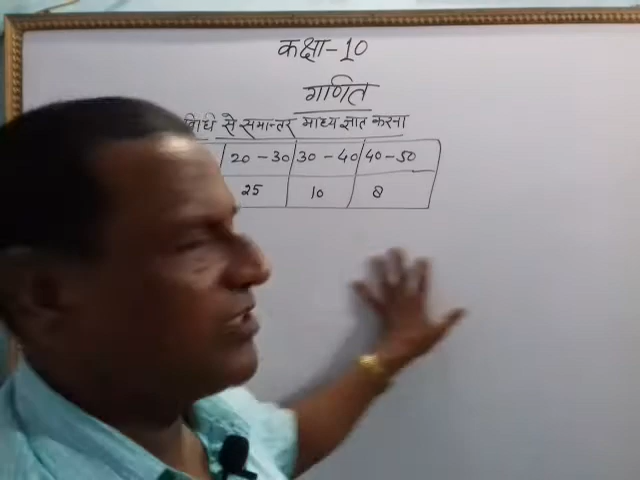 कक्षा-10
गणित
विधि से समान्तर माध्य ज्ञात करना
20-30 30-40 40-50
25 10 8